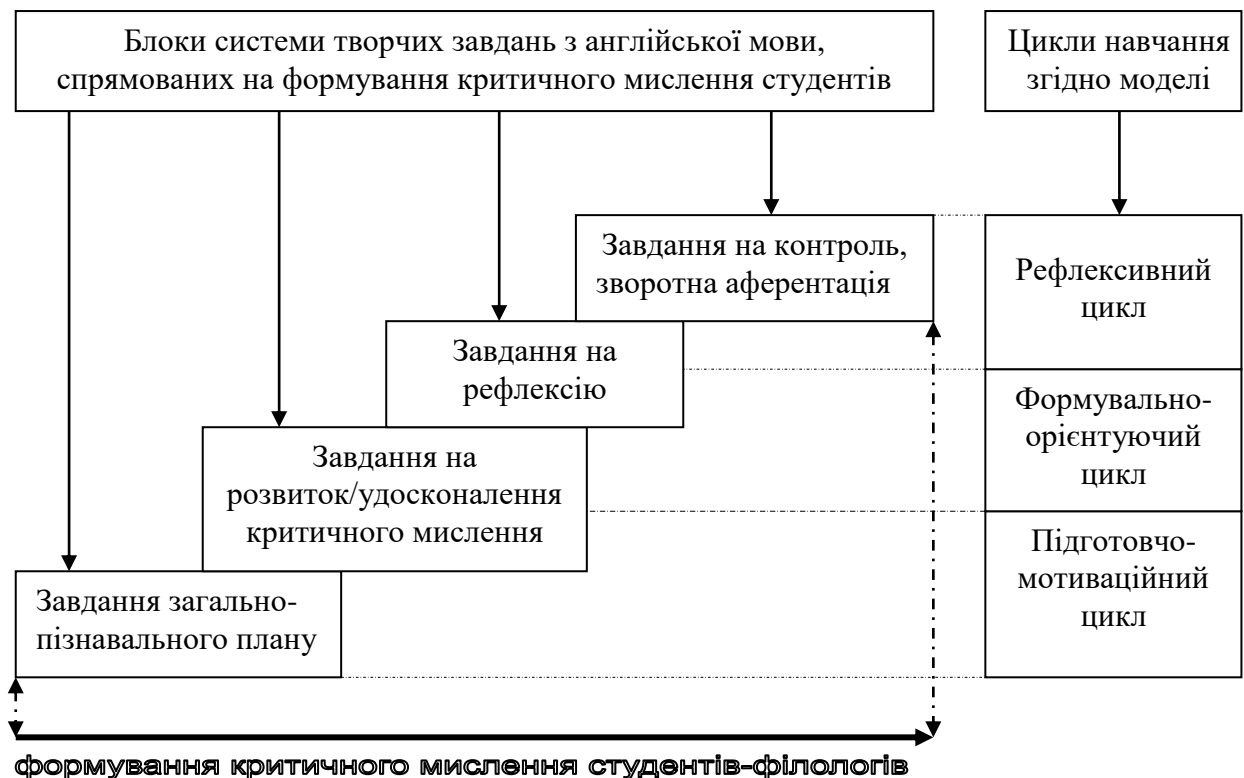 Блоки системи творчих завдань з англійської мови,
спрямованих на формування критичного мислення студентів
Цикли навчання
згідно моделі
Завдання на контроль,
зворотна аферентація
Рефлексивний
цикл
Завдання на
рефлексію
Формувально-
орієнтуючий
цикл
Завдання на
розвиток/удосконалення
критичного мислення
Підготовчо-
мотиваційний
цикл
Завдання загально-
пізнавального плану
формування критичного мислення студентів-філологів